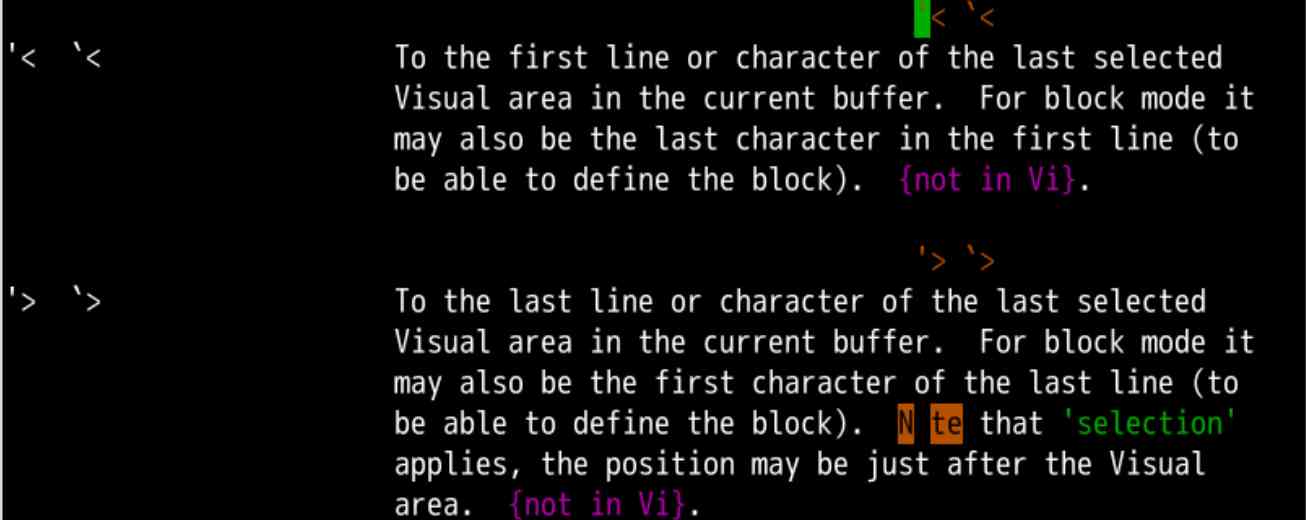 '< `<
'< `< To the first line or character of the last selected
Visual area in the current buffer. For block mode it
may also be the last character in the first line (to
be able to define the block). {not in Vi}.
'> `>
'> `> To the last line or character of the last selected
Visual area in the current buffer. For block mode it
may also be the first character of the last line (to
be able to define the block). N te that 'selection'
applies, the position may be just after the Visual
area. {not in Vi}.